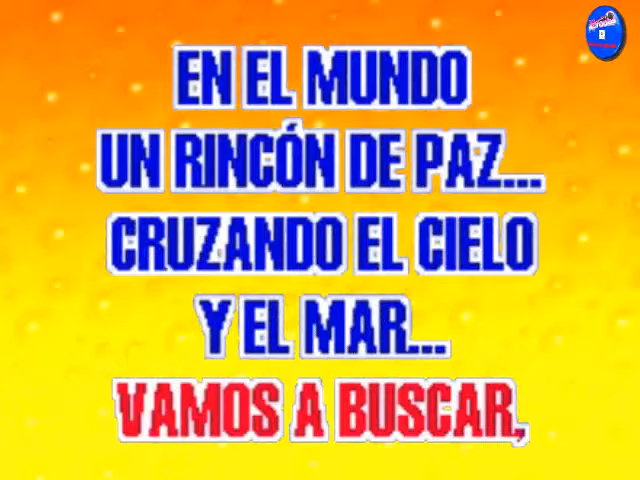 EN EL MUNDO
UN RINCÓN DE PAZ...
CRUZANDO EL CIELO
Y EL MAR...
VAMOS A BUSCAR,